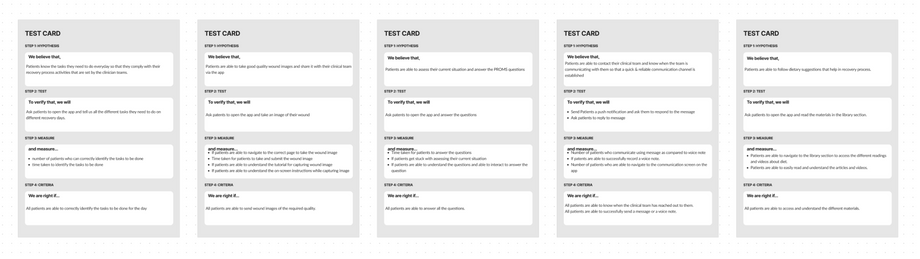 TEST CARD
STEP 1: HYPOTHESIS
We believe that,
Patients know the tasks they need to do everyday so that they comply with their
recovery process activities that are set by the clinician teams.
STEP 2: TEST
To verify that, we will
Ask patients to open the app and tell us all the different tasks they need to do on
different recovery days.
STEP 3: MEASURE
and measure...
number of patients who can correctly identify the tasks to be done
time taken to identify the tasks to be done
STEP 4: CRITERIA
We are right if...
All patients are able to correctly identify the tasks to be done for the day
TEST CARD
STEP 1: HYPOTHESIS
We believe that,
Patients are able to take good quality wound images and share it with their clinical team
via the app.
STEP 2: TEST
To verify that, we will
Ask patients to open the app and take an image of their wound
STEP 3: MEASURE
and measure...
If patients are able to navigate to the correct page to take the wound image
Time taken for patients to take and submit the wound image
If patients are able to understand the tutorial for capturing wound image
If patients are able to understand the on-screen instructions while capturing image
STEP 4: CRITERIA
We are right if...
All patients are able to send wound images of the required quality.
TEST CARD
STEP 1: HYPOTHESIS
We believe that,
Patients are able to assess their current situation and answer the PROMS questions
STEP 2: TEST
To verify that, we will
Ask patients to open the app and answer the questions
STEP 3: MEASURE
and measure...
Time taken for patients to answer the questions
If patients get stuck with assessing their current situation
If patients are able to understand the questions and able to interact to answer the
question
STEP 4: CRITERIA
We are right if...
All patients are able to answer all the questions.
TEST CARD
STEP 1: HYPOTHESIS
We believe that,
Patients are able to contact their clinical team and know when the team is
communicating with them so that a quick & reliable communication channel is
established
STEP 2: TEST
To verify that, we will
Send Patients a push notification and ask them to respond to the message
Ask patients to reply to message
STEP 3: MEASURE
and measure...
Number of patients who communicate using message as compared to voice note
If patients are able to successfully record a voice note.
Number of patients who are able to navigate to the communication screen on the
app
STEP 4: CRITERIA
We are right if...
All patients are able to know when the clinical team has reached out to them.
All patients are able to successfully send a message or a voice note.
TEST CARD
STEP 1: HYPOTHESIS
We believe that,
Patients are able to follow dietary suggestions that help in recovery process.
STEP 2: TEST
To verify that, we will
Ask patients to open the app and read the materials in the library section.
STEP 3: MEASURE
and measure...
Patients are able to navigate to the library section to access the different readings
and videos about diet.
Patients are able to easily read and understand the articles and videos.
STEP 4: CRITERIA
We are right if...
All patients are able to access and understand the different materials.